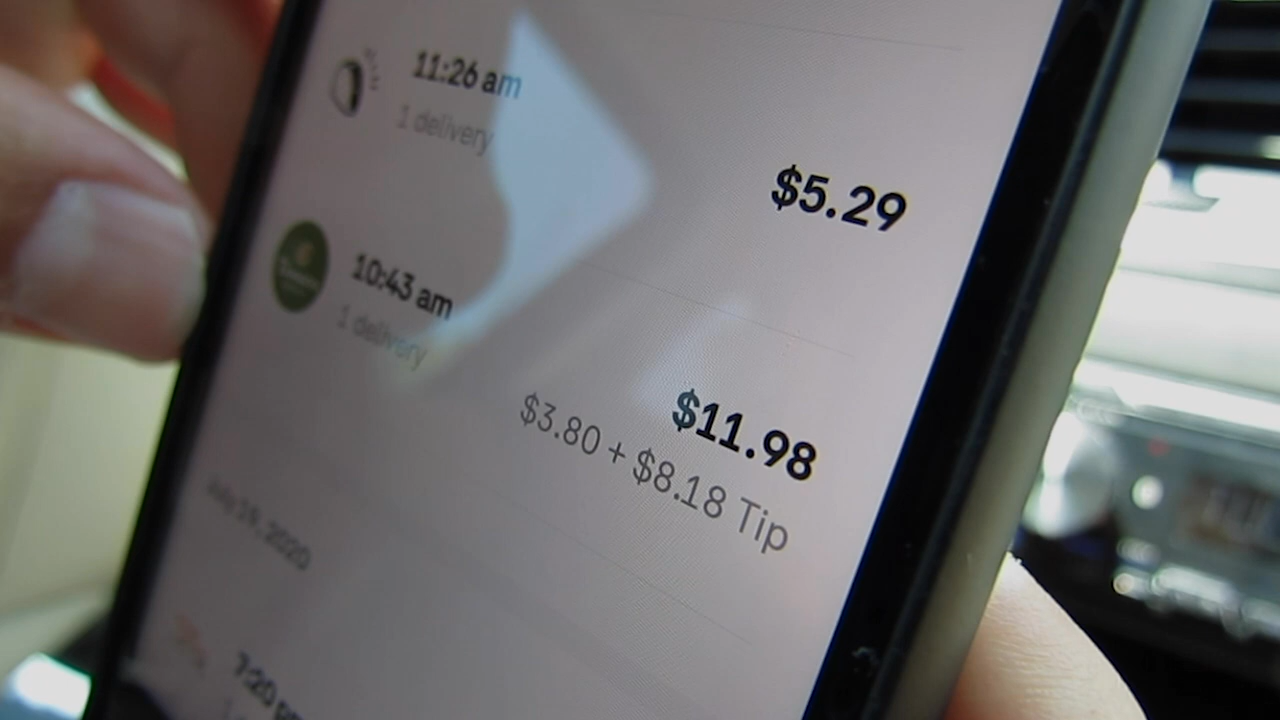 11:26 am
1 delivery
$5.29
10:43 am
1 delivery
$11.98
$3.80 + $8.18 Tip
July 19, 2020
7:20 pm